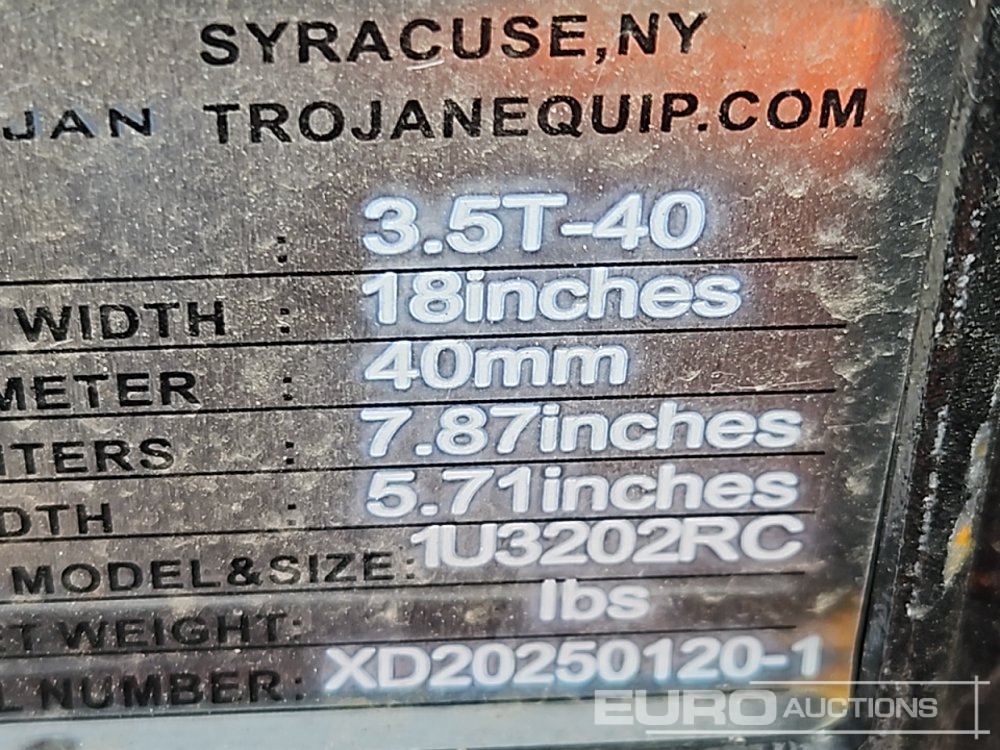 SYRACUSE,NY
JAN TROJANEQUIP.COM
: 3.5T-40
WIDTH : 18inches
METER : 40mm
NTERS : 7.87inches
DTH : 5.71inches
MODEL&SIZE: 1U3202RC
T WEIGHT: lbs
L NUMBER: XD20250120-1
EURO AUCTIONS